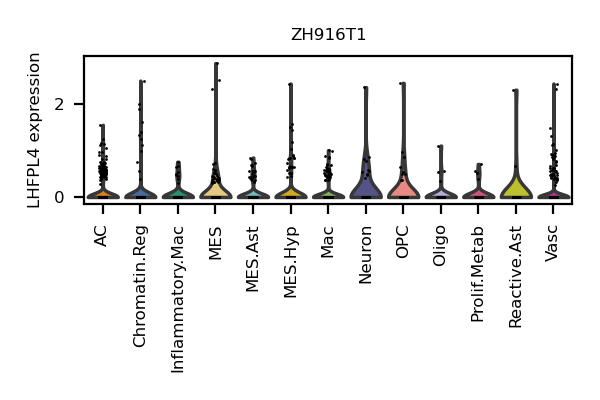 ZH916T1
LHFPL4 expression
2
0
AC
Chromatin.Reg
Inflammatory.Mac
MES
MES.Ast
MES.Hyp
Mac
Neuron
OPC
Oligo
Prolif.Metab
Reactive.Ast
Vasc